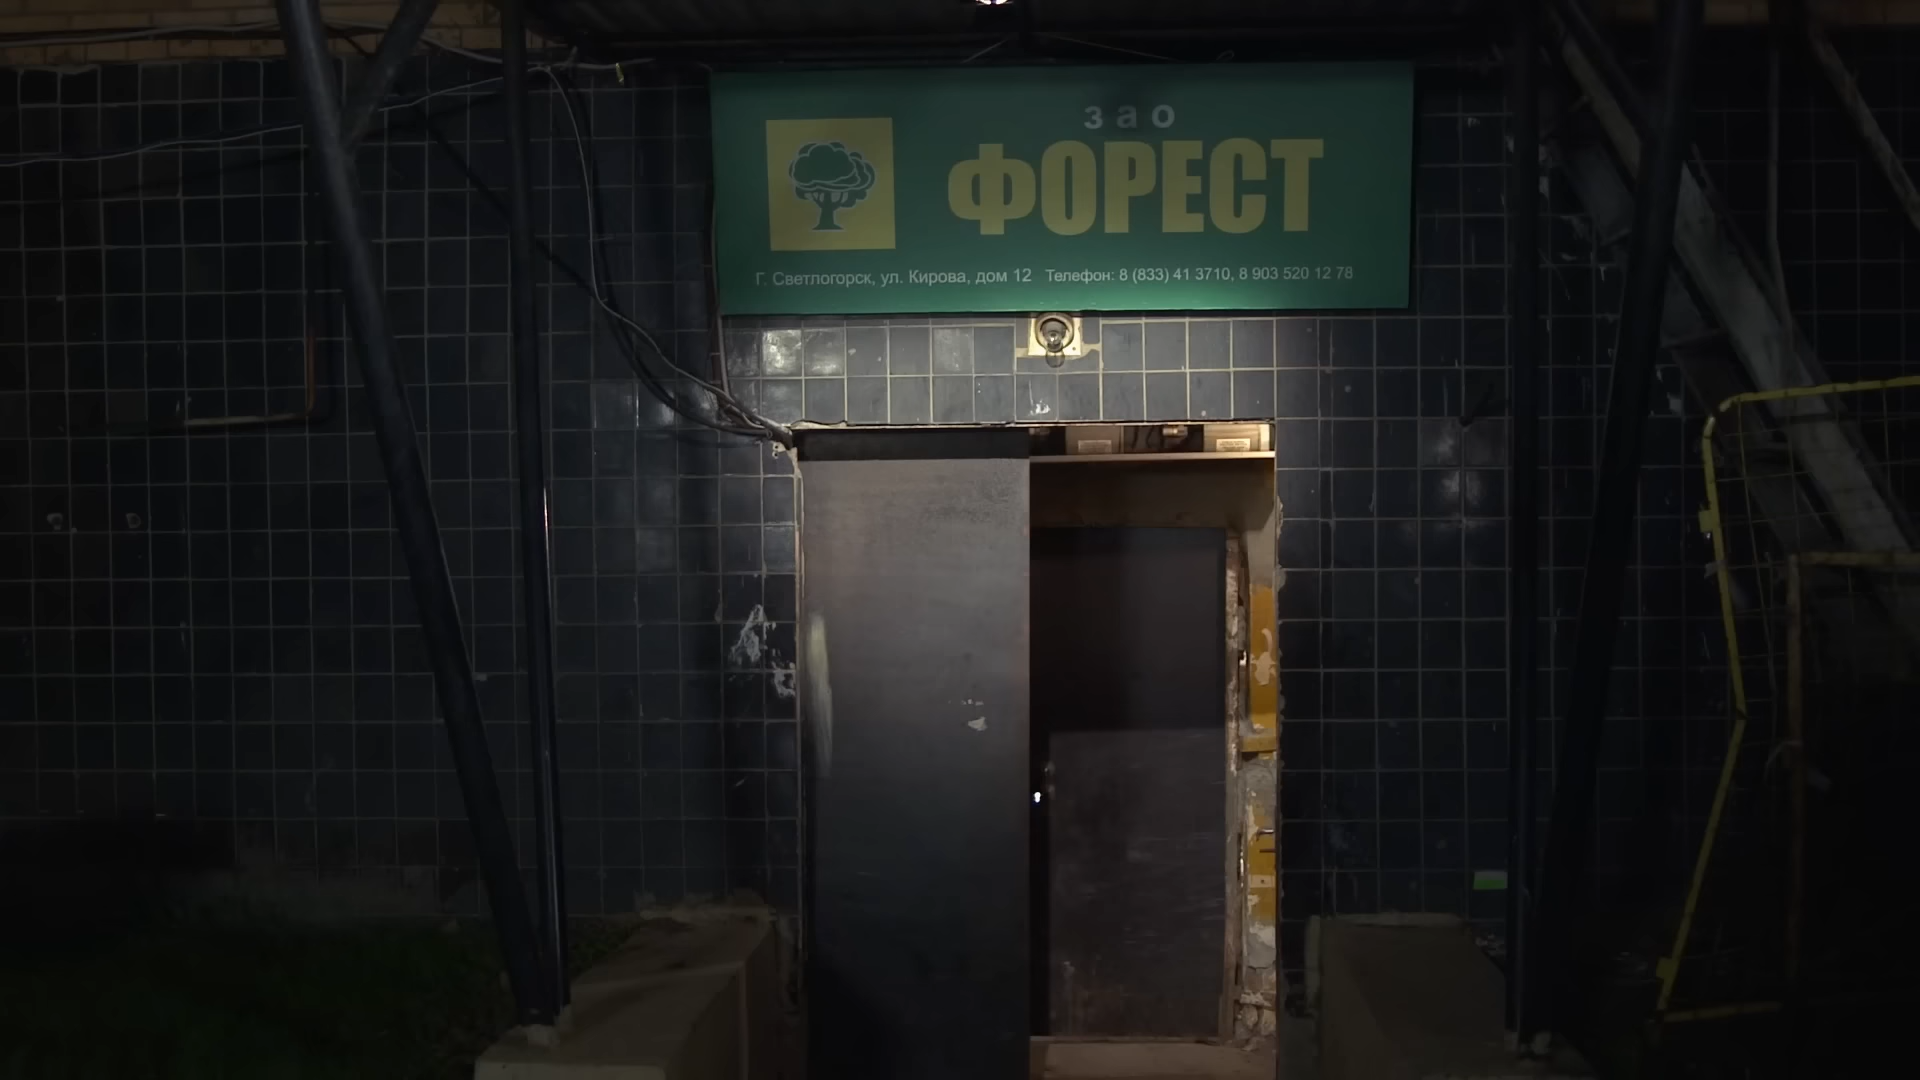 зао
ФОРЕСТ
Г. Светлогорск, ул. Кирова, дом 12 Телефон: 8 (833) 41 3710, 8 903 520 12 78